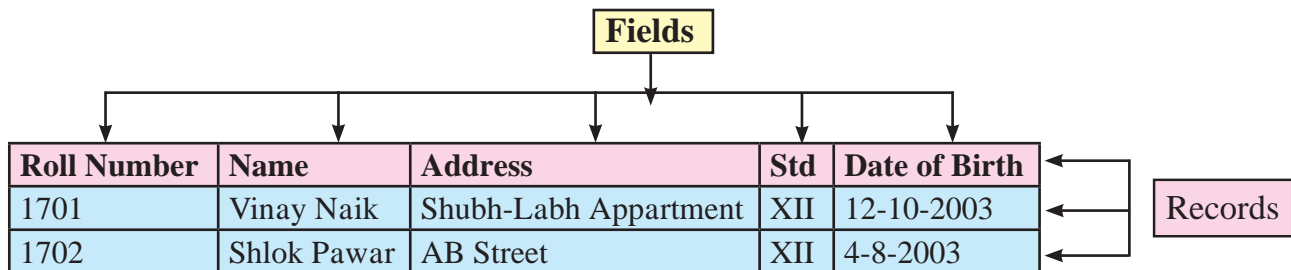 Fields
Roll Number Name Address Std Date of Birth
1701 Vinay Naik Shubh-Labh Appartment XII 12-10-2003
Records
1702 Shlok Pawar AB Street XII 4-8-2003